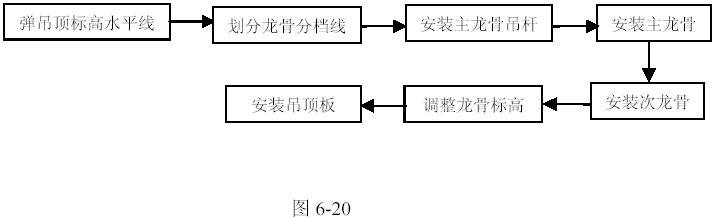 弹吊顶标高水平线
划分龙骨分档线
安装主龙骨吊杆
安装主龙骨
安装次龙骨
调整龙骨标高
安装吊顶板
图 6-20